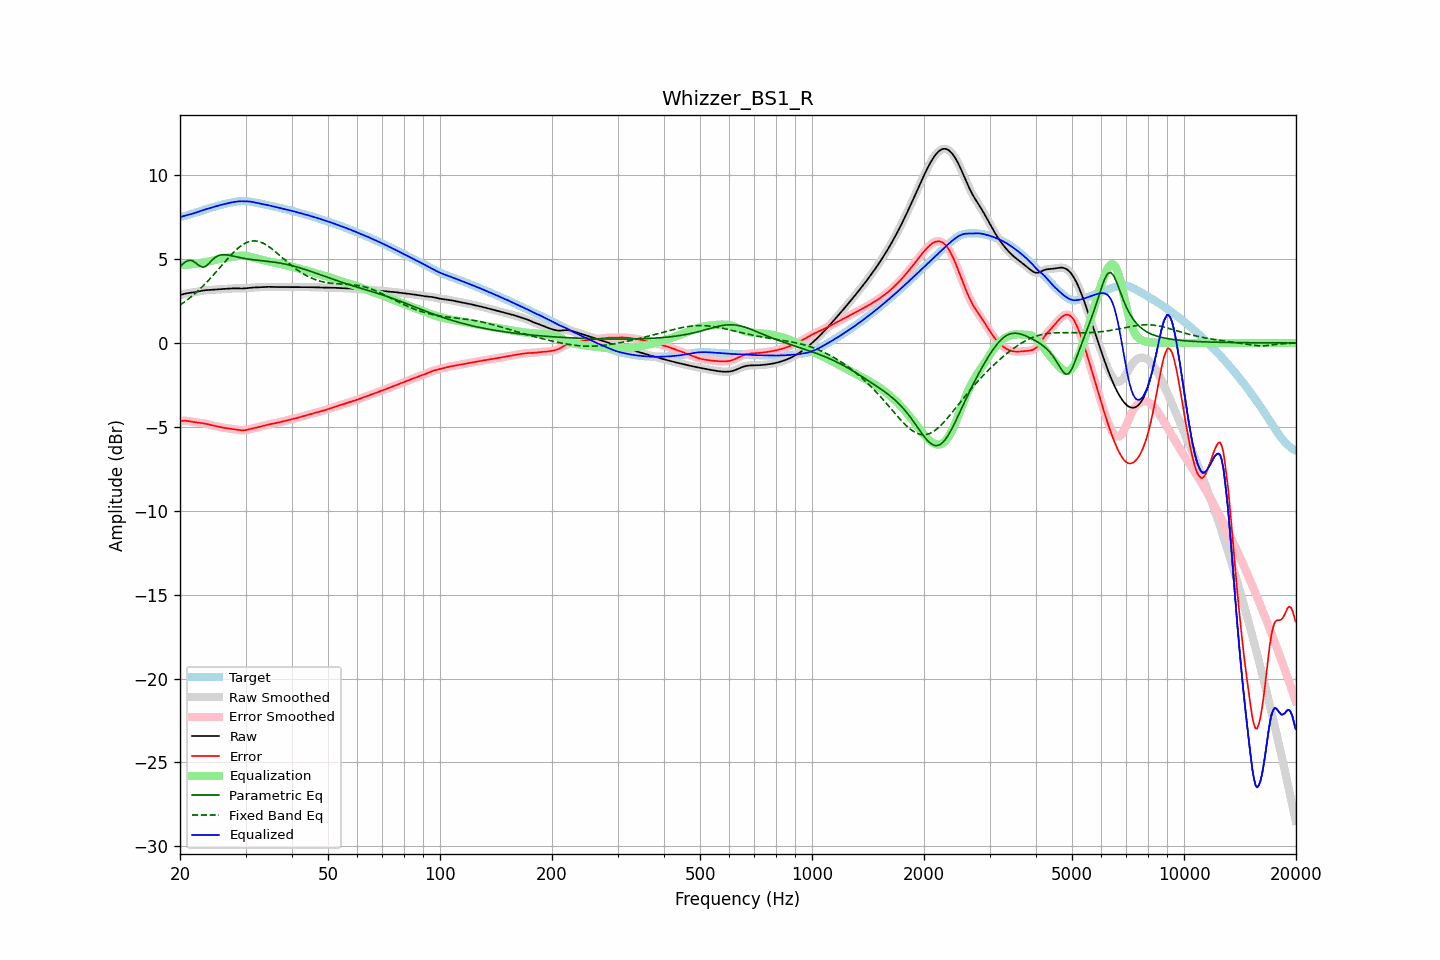 Whizzer_BS1_R
10
5
0
−5
−10
−15
−20
−25
−30
Amplitude (dBr)
Target
Raw Smoothed
Error Smoothed
Raw
Error
Equalization
Parametric Eq
Fixed Band Eq
Equalized
20 50 100 200 500 1000 2000 5000 10000 20000
Frequency (Hz)